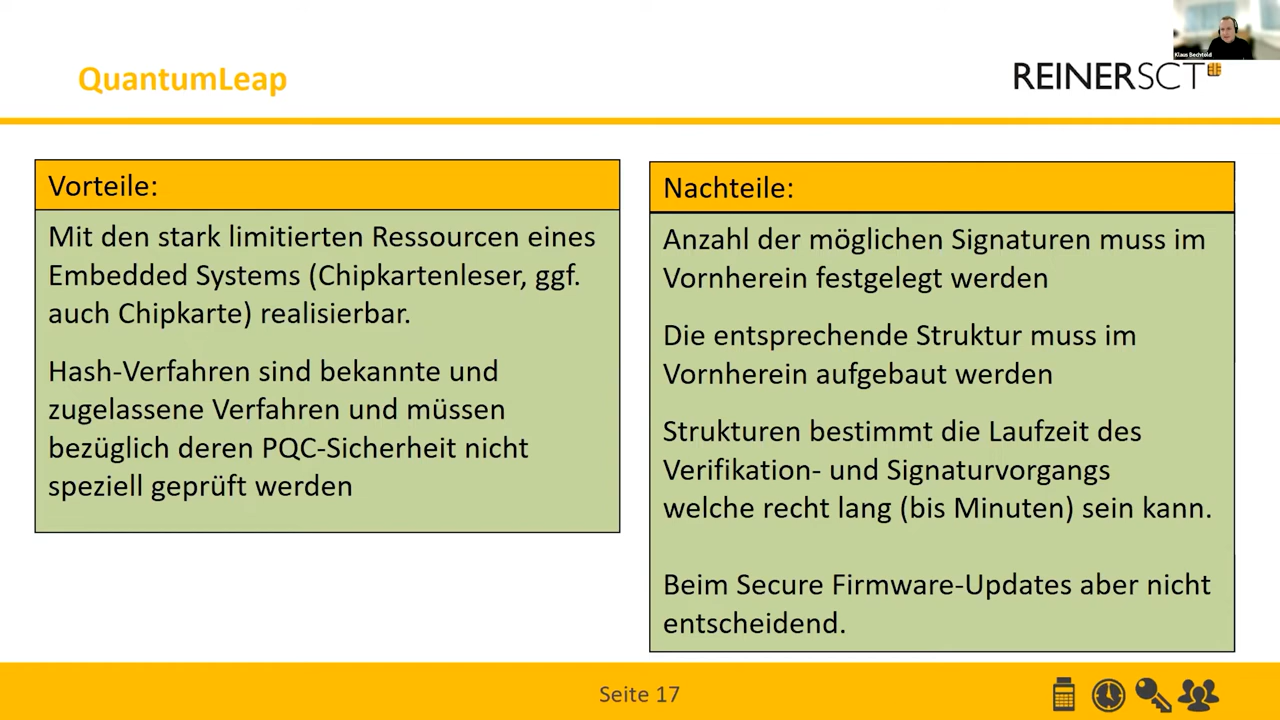 Klaus Bechtold
QuantumLeap
REINERSCT
Vorteile:
Mit den stark limitierten Ressourcen eines
Embedded Systems (Chipkartenleser, ggf.
auch Chipkarte) realisierbar.
Hash-Verfahren sind bekannte und
zugelassene Verfahren und müssen
bezüglich deren PQC-Sicherheit nicht
speziell geprüft werden
Nachteile:
Anzahl der möglichen Signaturen muss im
Vornherein festgelegt werden
Die entsprechende Struktur muss im
Vornherein aufgebaut werden
Strukturen bestimmt die Laufzeit des
Verifikation- und Signaturvorgangs
welche recht lang (bis Minuten) sein kann.
Beim Secure Firmware-Updates aber nicht
entscheidend.
Seite 17